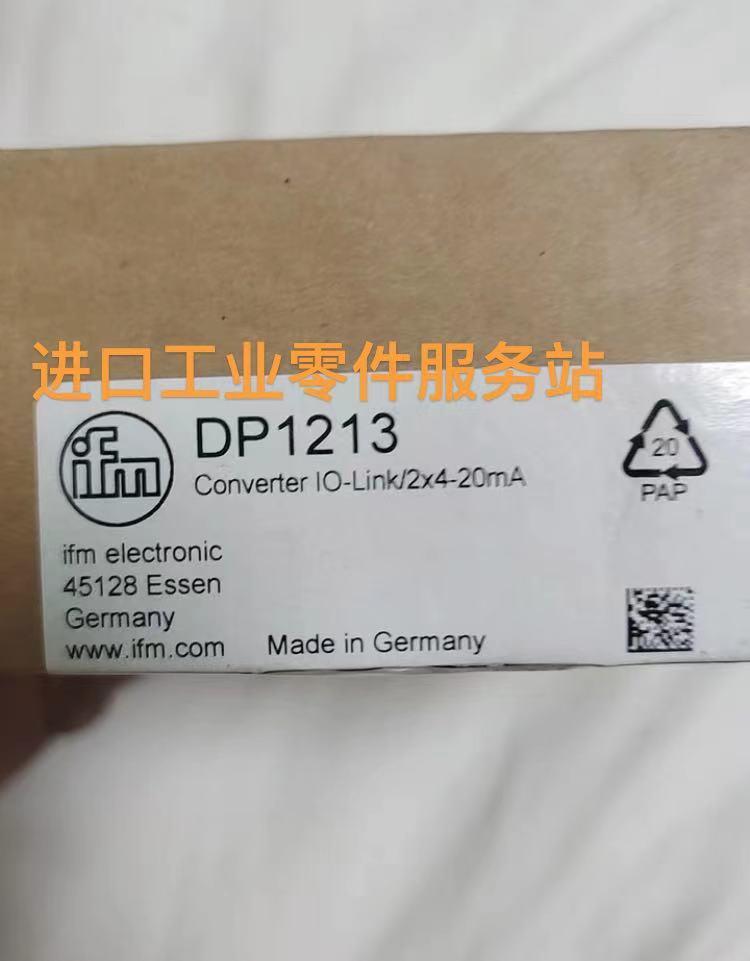 进口工业零件服务站
ifm
DP1213
Converter IO-Link/2x4-20mA
20
PAP
ifm electronic
45128 Essen
Germany
www.ifm.com
Made in Germany